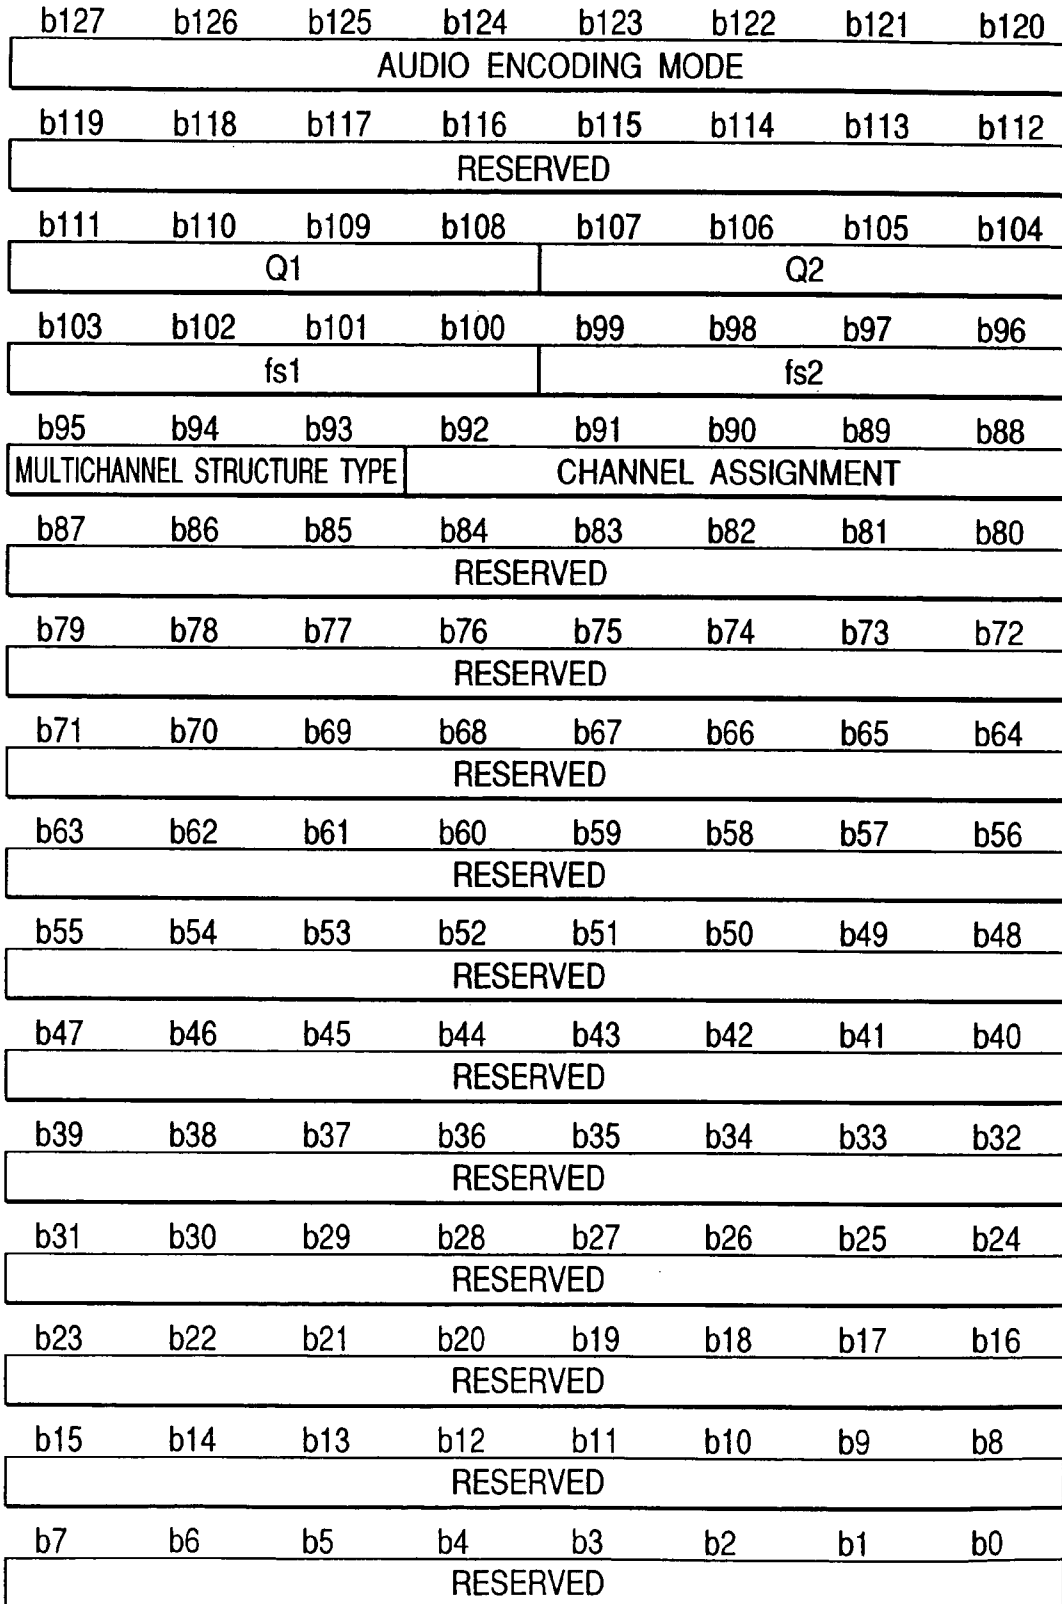 b127 b126 b125 b124 b123 b122 b121 b120
AUDIO ENCODING MODE
b119 b118 b117 b116 b115 b114 b113 b112
RESERVED
b111 b110 b109 b108 b107 b106 b105 b104
Q1 Q2
b103 b102 b101 b100 b99 b98 b97 b96
fs1 fs2
b95 b94 b93 b92 b91 b90 b89 b88
MULTICHANNEL STRUCTURE TYPE CHANNEL ASSIGNMENT
b87 b86 b85 b84 b83 b82 b81 b80
RESERVED
b79 b78 b77 b76 b75 b74 b73 b72
RESERVED
b71 b70 b69 b68 b67 b66 b65 b64
RESERVED
b63 b62 b61 b60 b59 b58 b57 b56
RESERVED
b55 b54 b53 b52 b51 b50 b49 b48
RESERVED
b47 b46 b45 b44 b43 b42 b41 b40
RESERVED
b39 b38 b37 b36 b35 b34 b33 b32
RESERVED
b31 b30 b29 b28 b27 b26 b25 b24
RESERVED
b23 b22 b21 b20 b19 b18 b17 b16
RESERVED
b15 b14 b13 b12 b11 b10 b9 b8
RESERVED
b7 b6 b5 b4 b3 b2 b1 b0
RESERVED